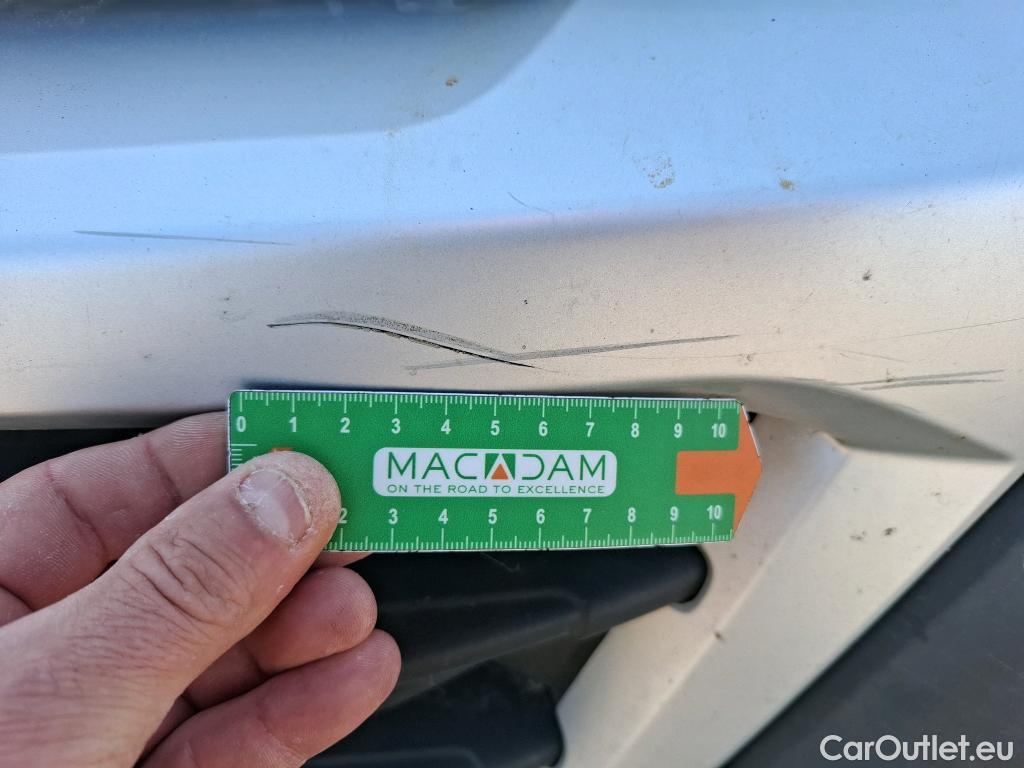 0 1 2 3 4 5 6 7 8 9 10
MACADAM
ON THE ROAD TO EXCELLENCE
2 3 4 5 6 7 8 9 10
CarOutlet.eu